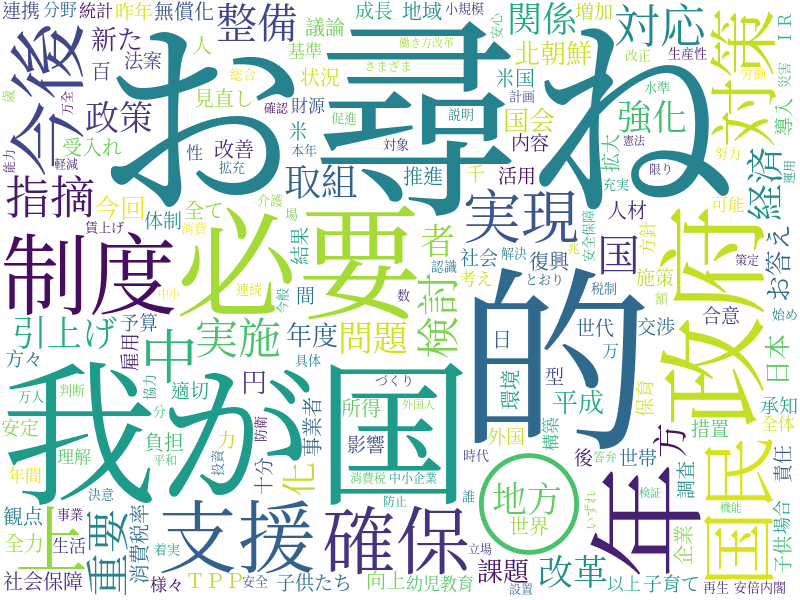 連携 分野 統計 昨年 無償化 整備 議論 成長 地域 小規模 関係 安心 増加 対応 ＩＲ
今後 新た 人 基準 働き方改革 北朝鮮 改正 生産性 対策
百 法案 総合 さまざま 状況 米国 水準 労働 災害
お尋ね
歳 万全 政策 見直し 確認 財源 促進 説明 計画 国会 強化 憲法 導入
能力 軽減 受入れ 性 改善 拡充 本年 米 対象 内容 千 拡大 限り 努力 運用
指摘 今回 体制 全て 介護 場 取組 推進 活用 充実 経済 可能
賃上げ 消費 結果 者 実現 人材 安全保障 方針
制度 必要 社会 考え 復興 国 施策 お答え 策定
中小 連続 今般 間 数 認識 解決 とおり 米 税制 額 始め 合意
引上げ 予算 雇用 中 実施 年度 問題 検討 的 日 世代 万 交渉 政府 日本
方々 具体 円 づくり 環境 型
我が国 万人 判断 協力 適切 所得 外国人 平成 保育 承知
安定 負担 力 分 防衛 事業者 影響 外国 構築 措置 全体
年間 理解 平和 投資 化 十分 消費税 中小企業 時代 地方 後 答弁 世帯 方 調査 責任
観点 事業 決意 防止 誰 世界 いずれ 年 検証 国民
上 全力 生活 重要 消費税率 着実 支援 確保 立場 企業 機能 子供 場合
社会保障 様々 ＴＰＰ 安全 子供たち 向上 幼児教育 課題 設置 改革 以上 子育て 再生 安倍内閣